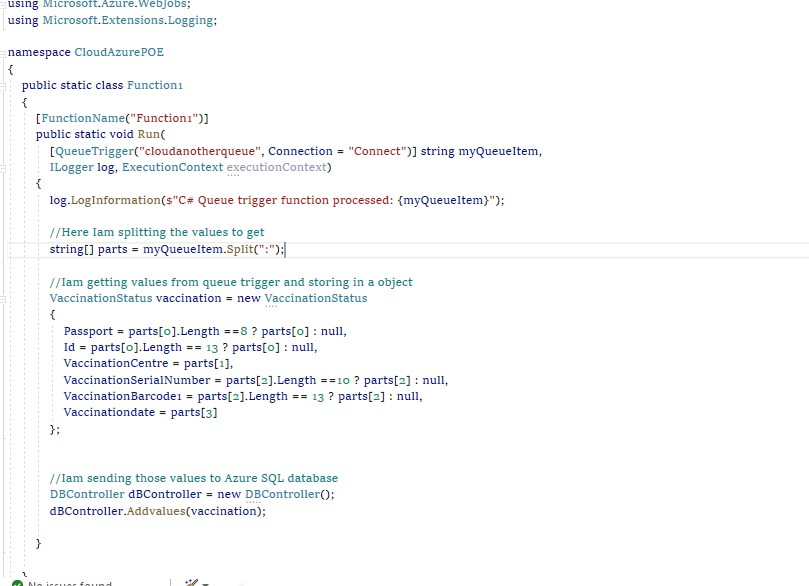 using Microsoft.Azure.WebJobs;
using Microsoft.Extensions.Logging;
namespace CloudAzurePOE
{
public static class Function1
{
[FunctionName("Function1")]
public static void Run(
[QueueTrigger("cloudanotherqueue", Connection = "Connect")] string myQueueItem,
ILogger log, ExecutionContext executionContext)
{
log.LogInformation($"C# Queue trigger function processed: {myQueueItem}");
//Here Iam splitting the values to get
string[] parts = myQueueItem.Split(":");
//Iam getting values from queue trigger and storing in a object
VaccinationStatus vaccination = new VaccinationStatus
{
Passport = parts[0].Length ==8 ? parts[0] : null,
Id = parts[0].Length == 13 ? parts[0] : null,
VaccinationCentre = parts[1],
VaccinationSerialNumber = parts[2].Length ==10 ? parts[2] : null,
VaccinationBarcode1 = parts[2].Length == 13 ? parts[2] : null,
Vaccinationdate = parts[3]
};
//Iam sending those values to Azure SQL database
DBController dBController = new DBController();
dBController.Addvalues(vaccination);
}
}
No issues found